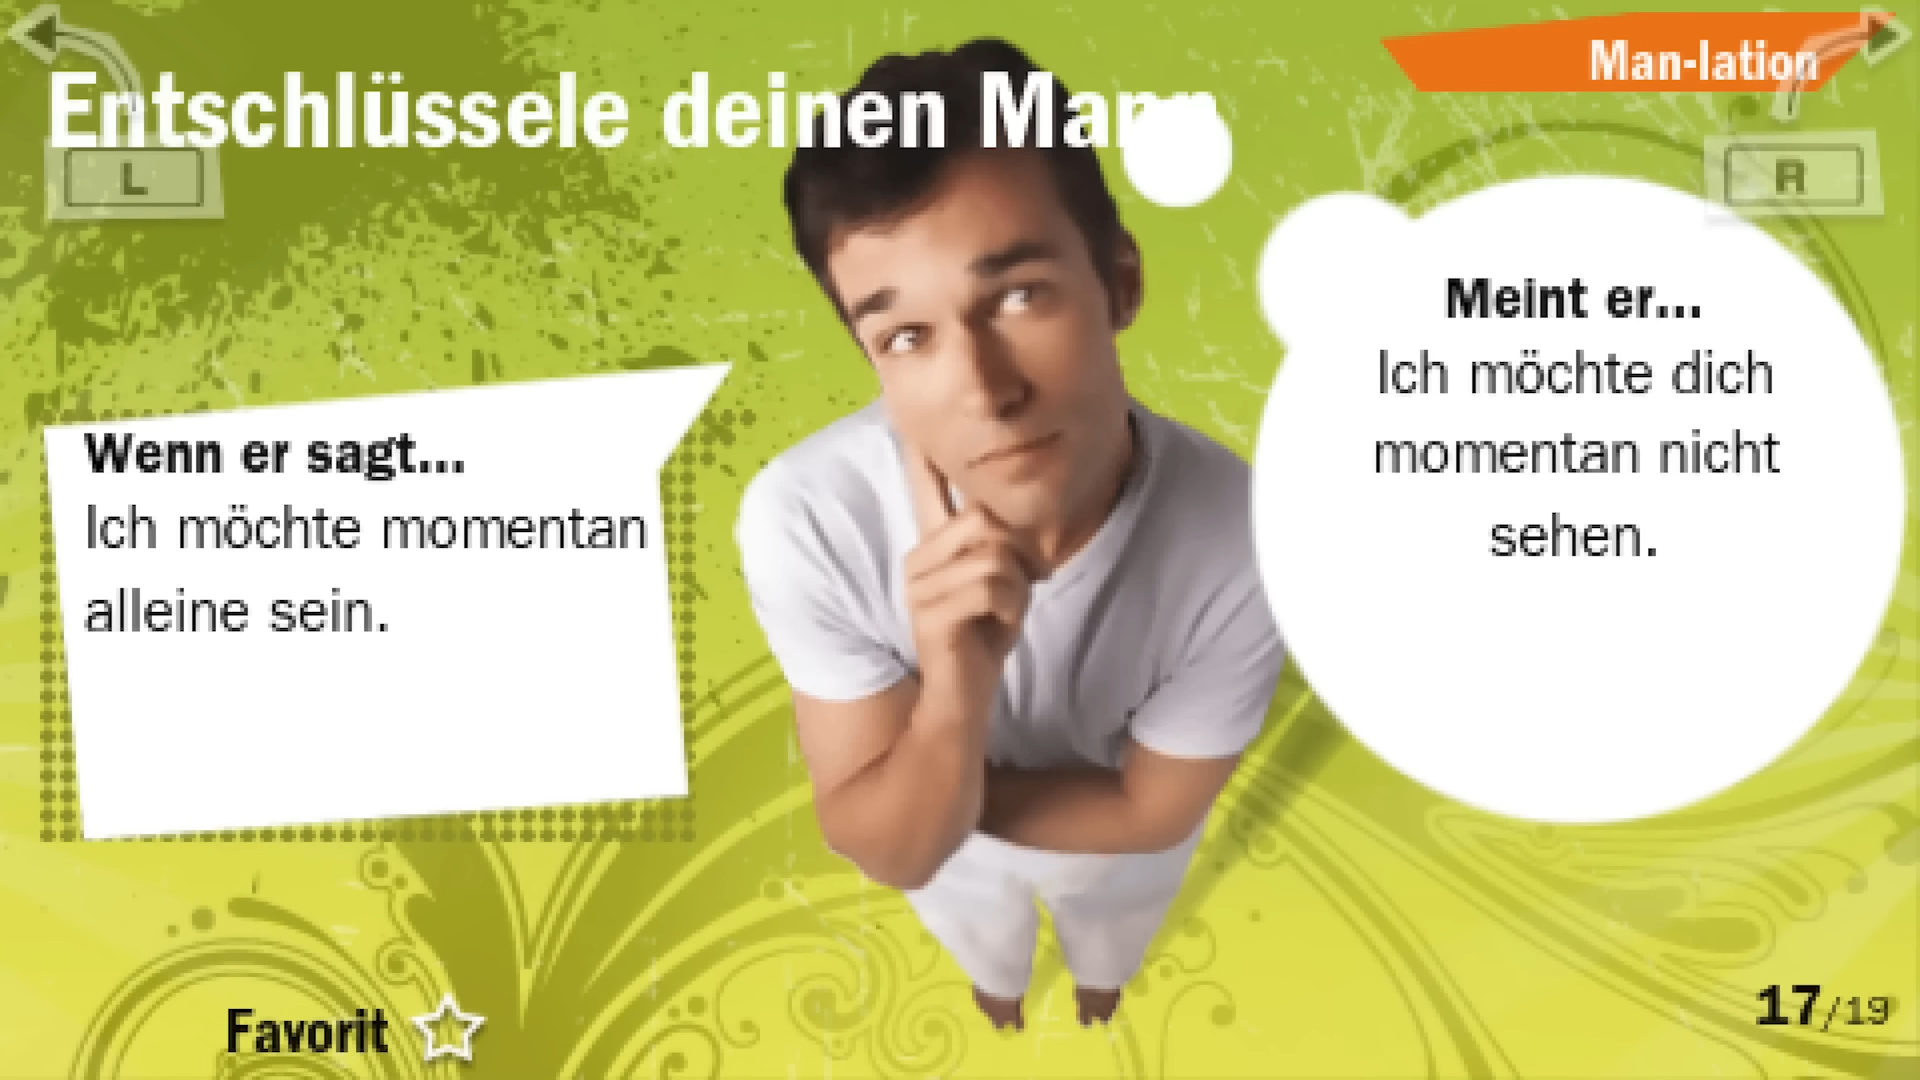 Man-lation
Entschlüssele deinen Mann
L
R
Meint er...
Ich möchte dich
momentan nicht
sehen.
Wenn er sagt...
Ich möchte momentan
alleine sein.
Favorit
17/19